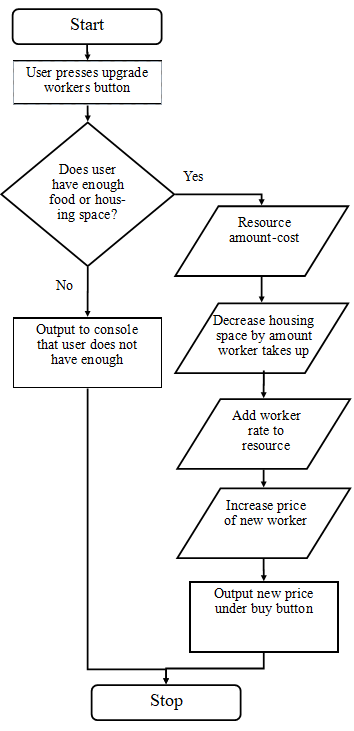 Start
User presses upgrade
workers button
Does user
have enough
food or hous-
ing space?
Yes
Resource
amount-cost
No
Decrease housing
space by amount
worker takes up
Output to console
that user does not
have enough
Add worker
rate to
resource
Increase price
of new worker
Output new price
under buy button
Stop